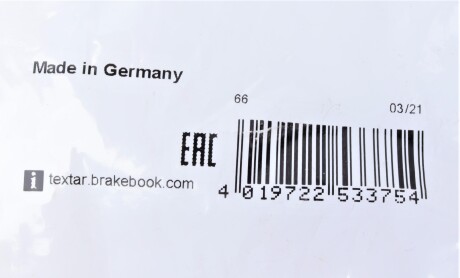 Made in Germany
66
03/21
EAC
i textar.brakebook.com
4 019722 533754